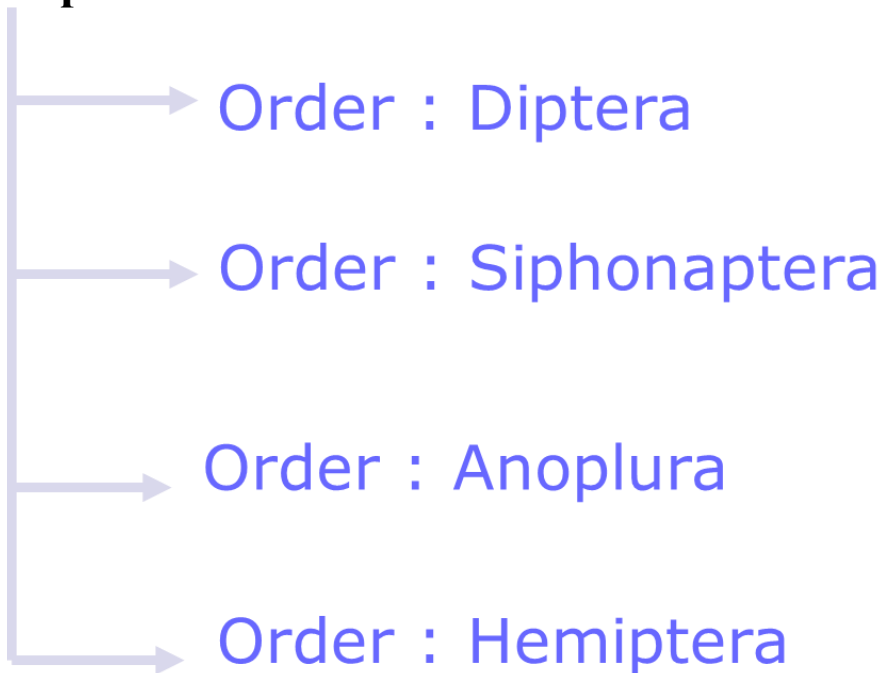 Order : Diptera
Order : Siphonaptera
Order : Anoplura
Order : Hemiptera